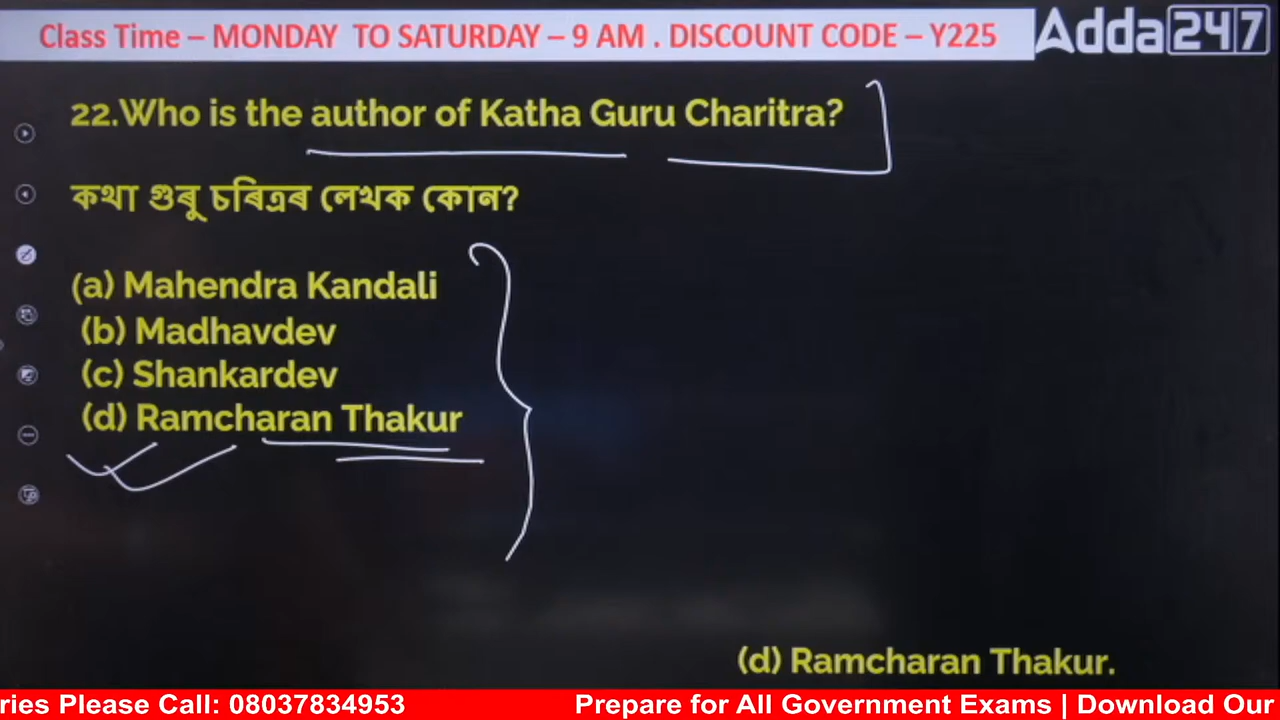 Class Time – MONDAY TO SATURDAY – 9 AM . DISCOUNT CODE – Y225
Adda247
22.Who is the author of Katha Guru Charitra?
কথা গুৰু চৰিত্ৰৰ লেখক কোন?
(a) Mahendra Kandali
(b) Madhavdev
(c) Shankardev
(d) Ramcharan Thakur
(d) Ramcharan Thakur.
ries Please Call: 08037834953 Prepare for All Government Exams | Download Our